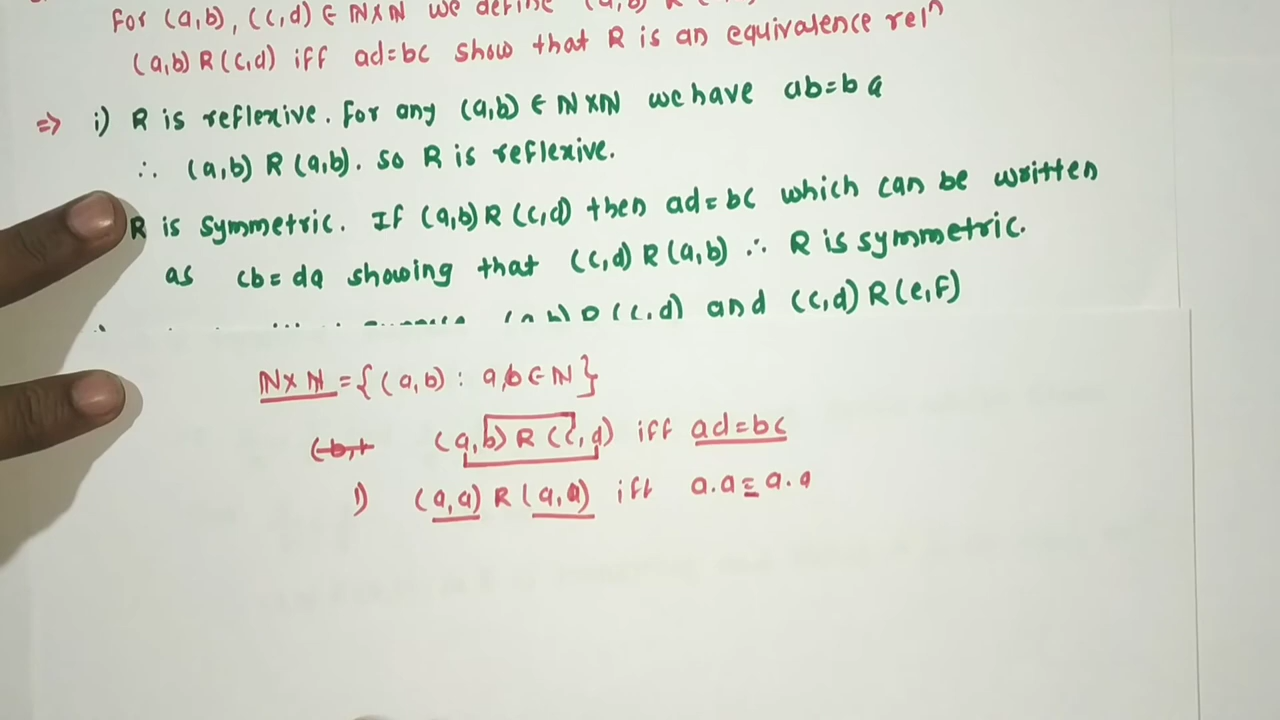 For (a,b), (c,d) ∈ N×N we define (a,b) R
(a,b) R (c,d) iff ad=bc show that R is an equivalence relⁿ
⇒ i) R is reflexive. For any (a,b) ∈ N×N we have ab=ba
∴ (a,b) R (a,b). So R is reflexive.
R is symmetric. If (a,b) R (c,d) then ad=bc which can be written
as cb=da showing that (c,d) R (a,b) ∴ R is symmetric.
(a,b) R (c,d) and (c,d) R (e,f)
N×N = {(a,b) : a,b ∈ N}
(a,b) R (c,d) iff ad=bc
1) (a,a) R (a,a) iff a.a = a.a